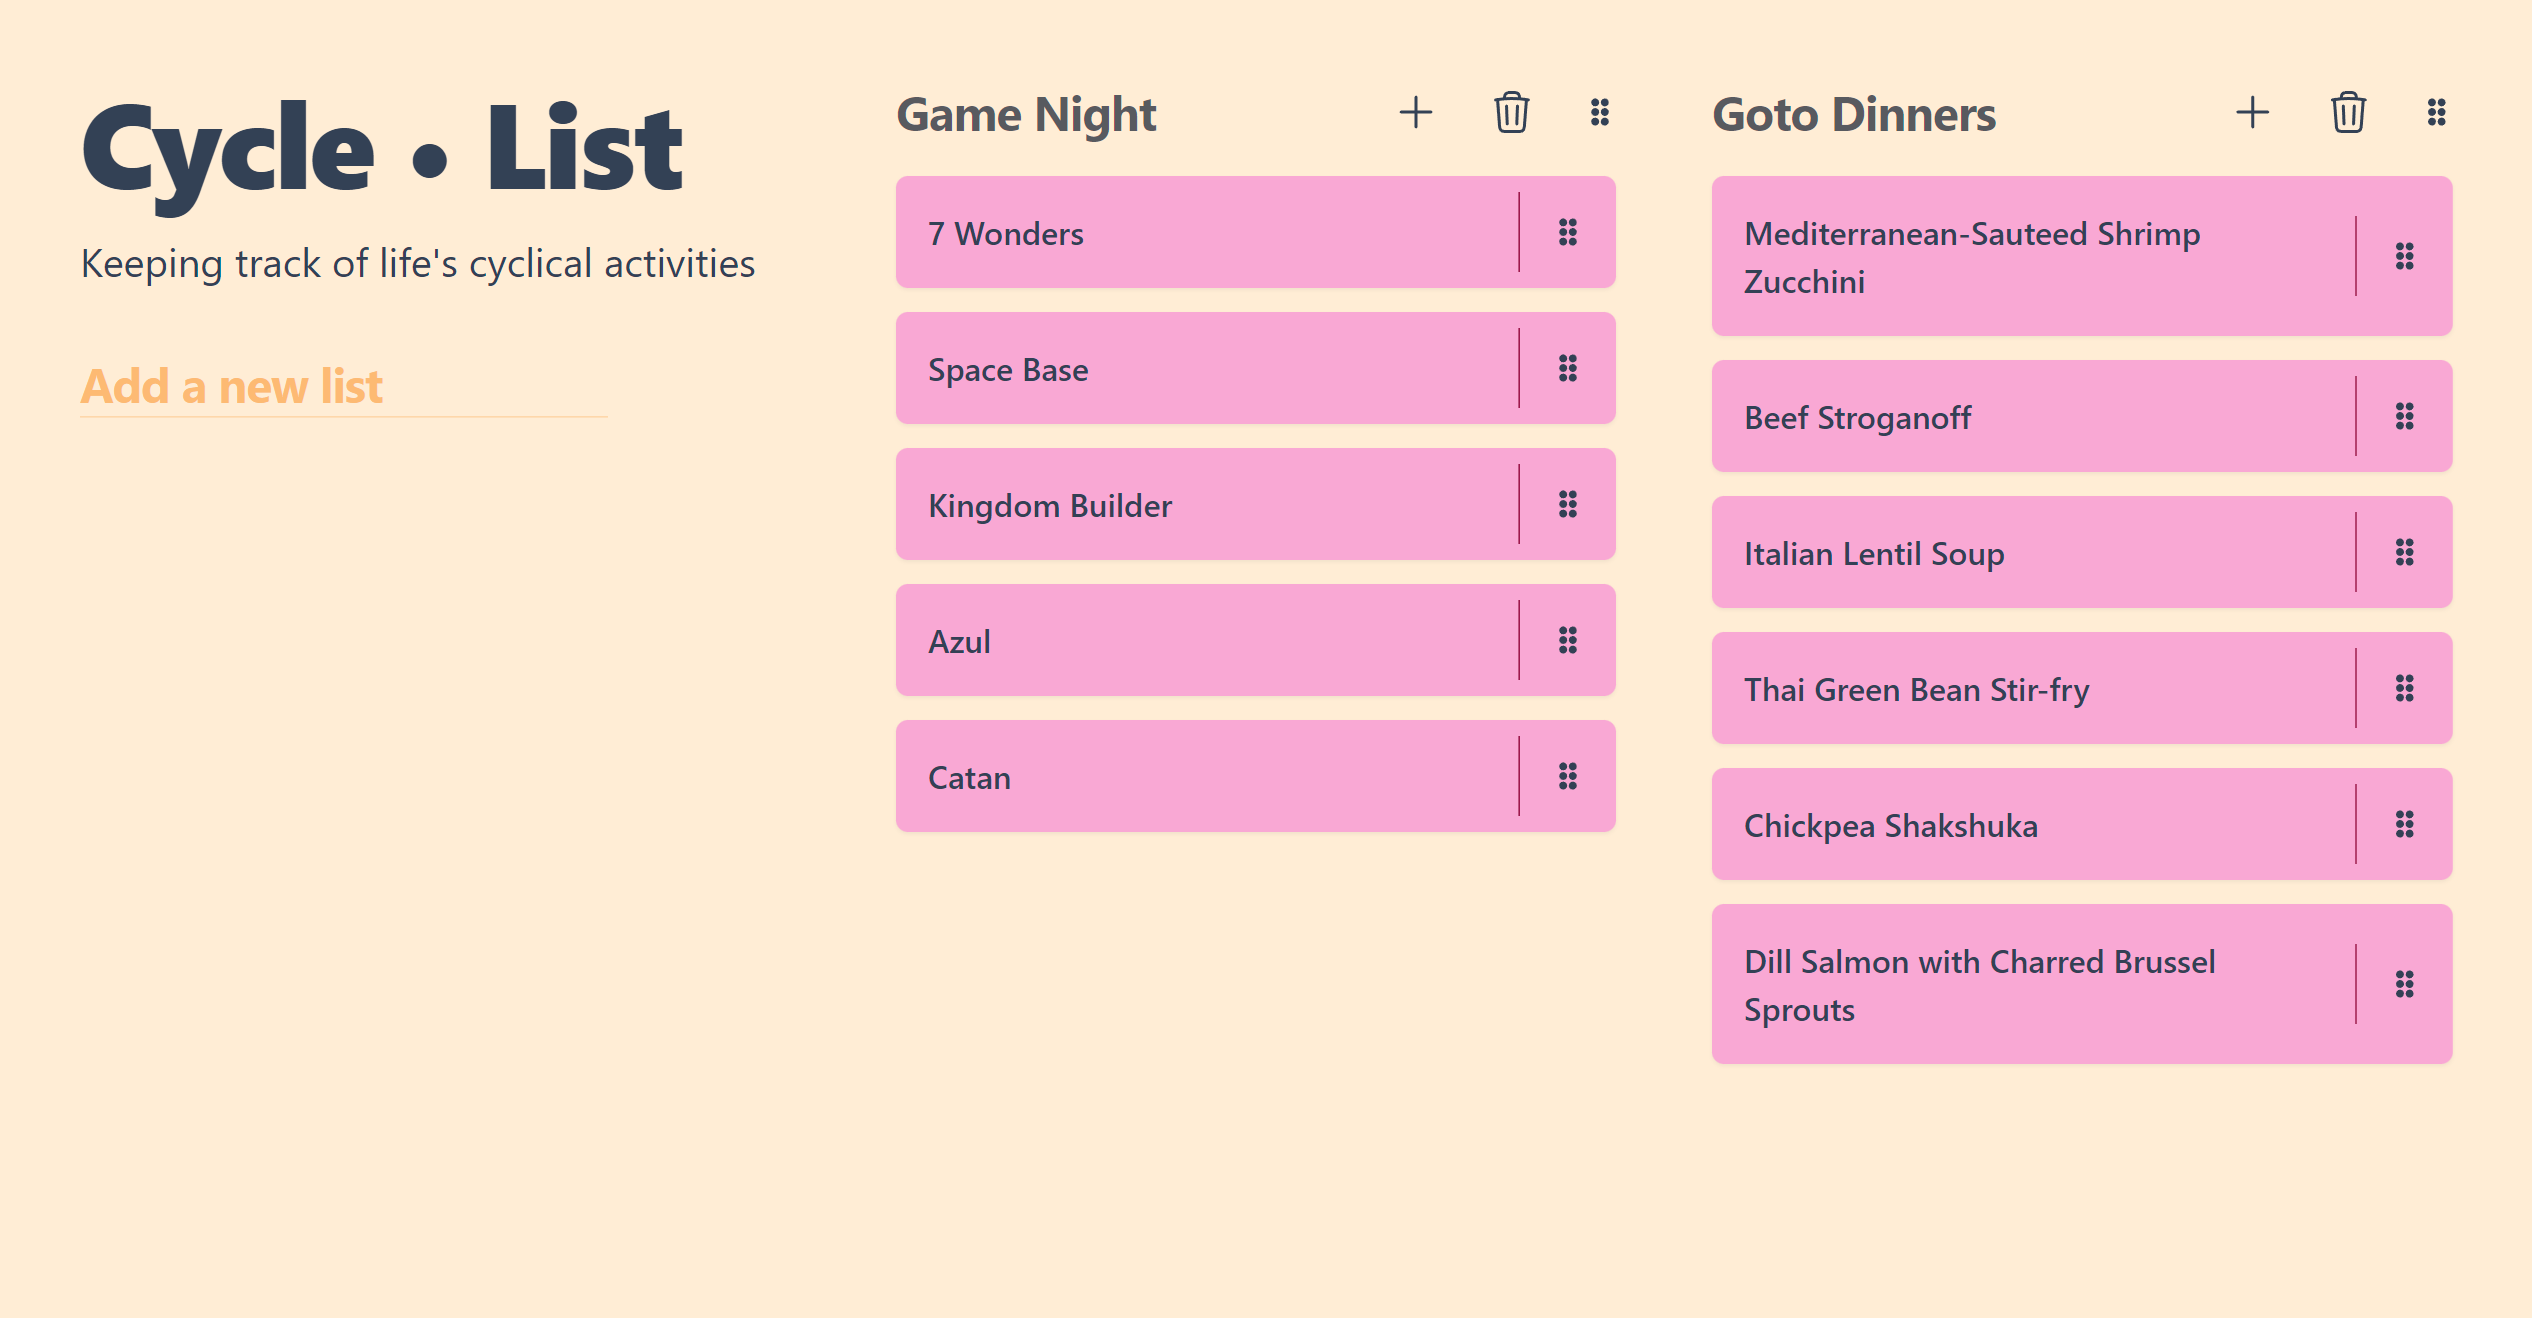 Cycle • List
Keeping track of life's cyclical activities
Add a new list
Game Night
7 Wonders
Space Base
Kingdom Builder
Azul
Catan
Goto Dinners
Mediterranean-Sauteed Shrimp
Zucchini
Beef Stroganoff
Italian Lentil Soup
Thai Green Bean Stir-fry
Chickpea Shakshuka
Dill Salmon with Charred Brussel
Sprouts